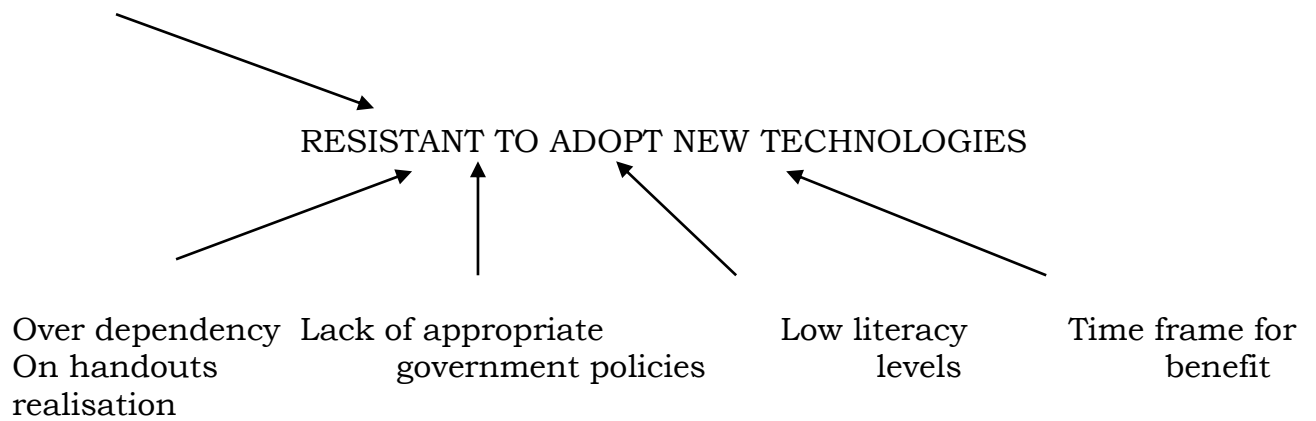 RESISTANT TO ADOPT NEW TECHNOLOGIES
Over dependency Lack of appropriate Low literacy Time frame for
On handouts government policies levels benefit
realisation